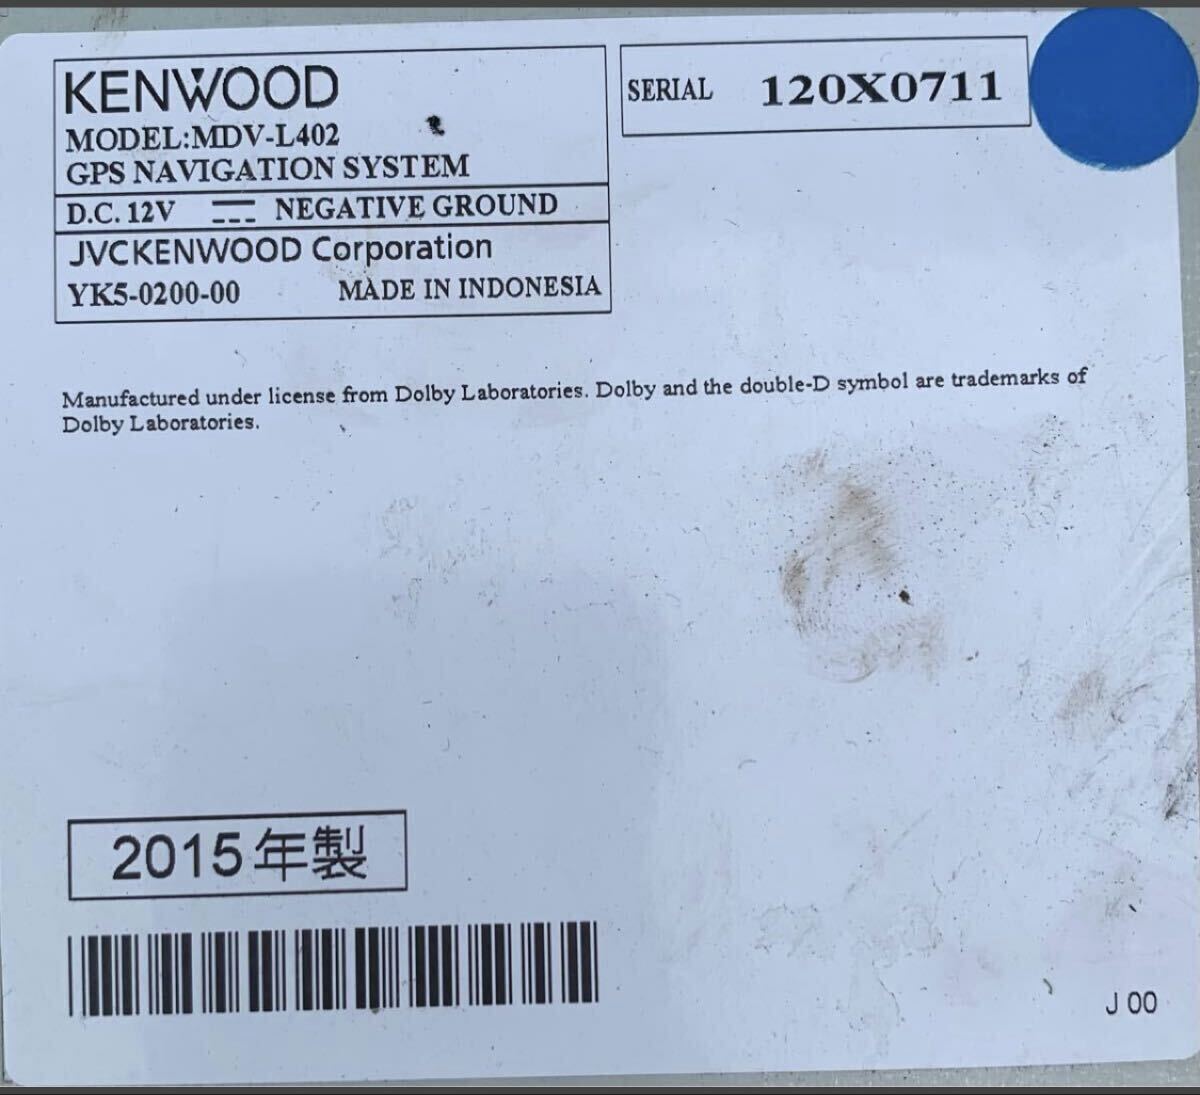 KENWOOD
MODEL:MDV-L402
GPS NAVIGATION SYSTEM
D.C. 12V NEGATIVE GROUND
JVCKENWOOD Corporation
YK5-0200-00 MADE IN INDONESIA
SERIAL 120X0711
Manufactured under license from Dolby Laboratories. Dolby and the double-D symbol are trademarks of
Dolby Laboratories.
2015年製
J 00